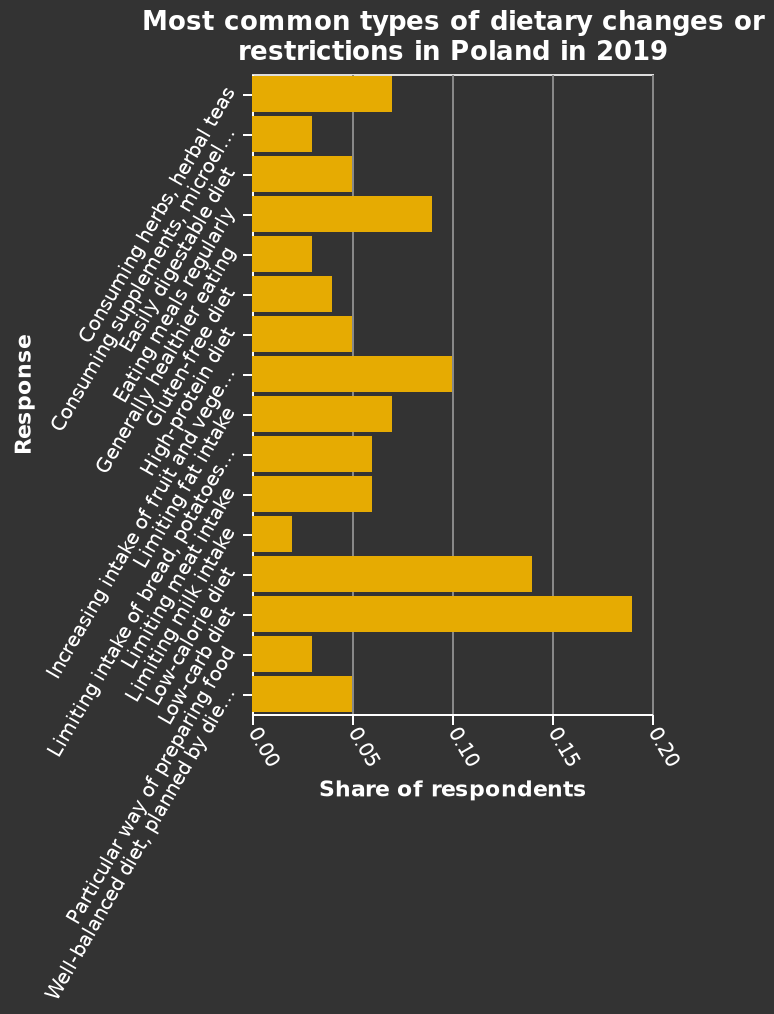 Most common types of dietary changes or
restrictions in Poland in 2019
Response
Consuming herbs, herbal teas
Consuming supplements, microel...
Easily digestable diet
Eating meals regularly
Generally healthier eating
Gluten-free diet
High-protein diet
Increasing intake of fruit and vege...
Limiting fat intake
Limiting intake of bread, potatoes...
Limiting meat intake
Limiting milk intake
Low-calorie diet
Low-carb diet
Particular way of preparing food
Well-balanced diet, planned by die...
0.00
0.05
0.10
0.15
0.20
Share of respondents